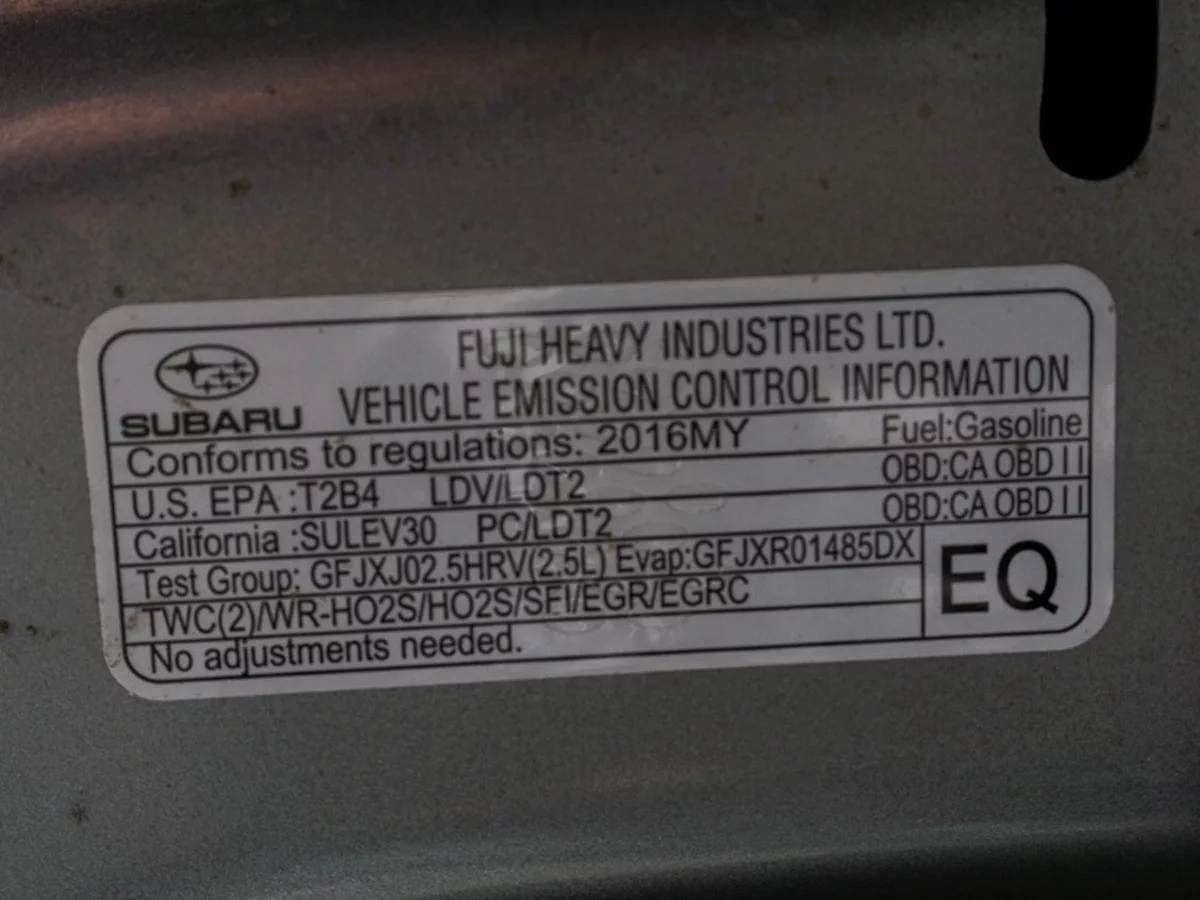 FUJI HEAVY INDUSTRIES LTD.
SUBARU VEHICLE EMISSION CONTROL INFORMATION
Conforms to regulations: 2016MY Fuel:Gasoline
U.S. EPA :T2B4 LDV/LDT2 OBD:CA OBD II
California :SULEV30 PC/LDT2 OBD:CA OBD II
Test Group: GFJXJ02.5HRV(2.5L) Evap:GFJXR01485DX
TWC(2)/WR-HO2S/HO2S/SFI/EGR/EGRC
EQ
No adjustments needed.